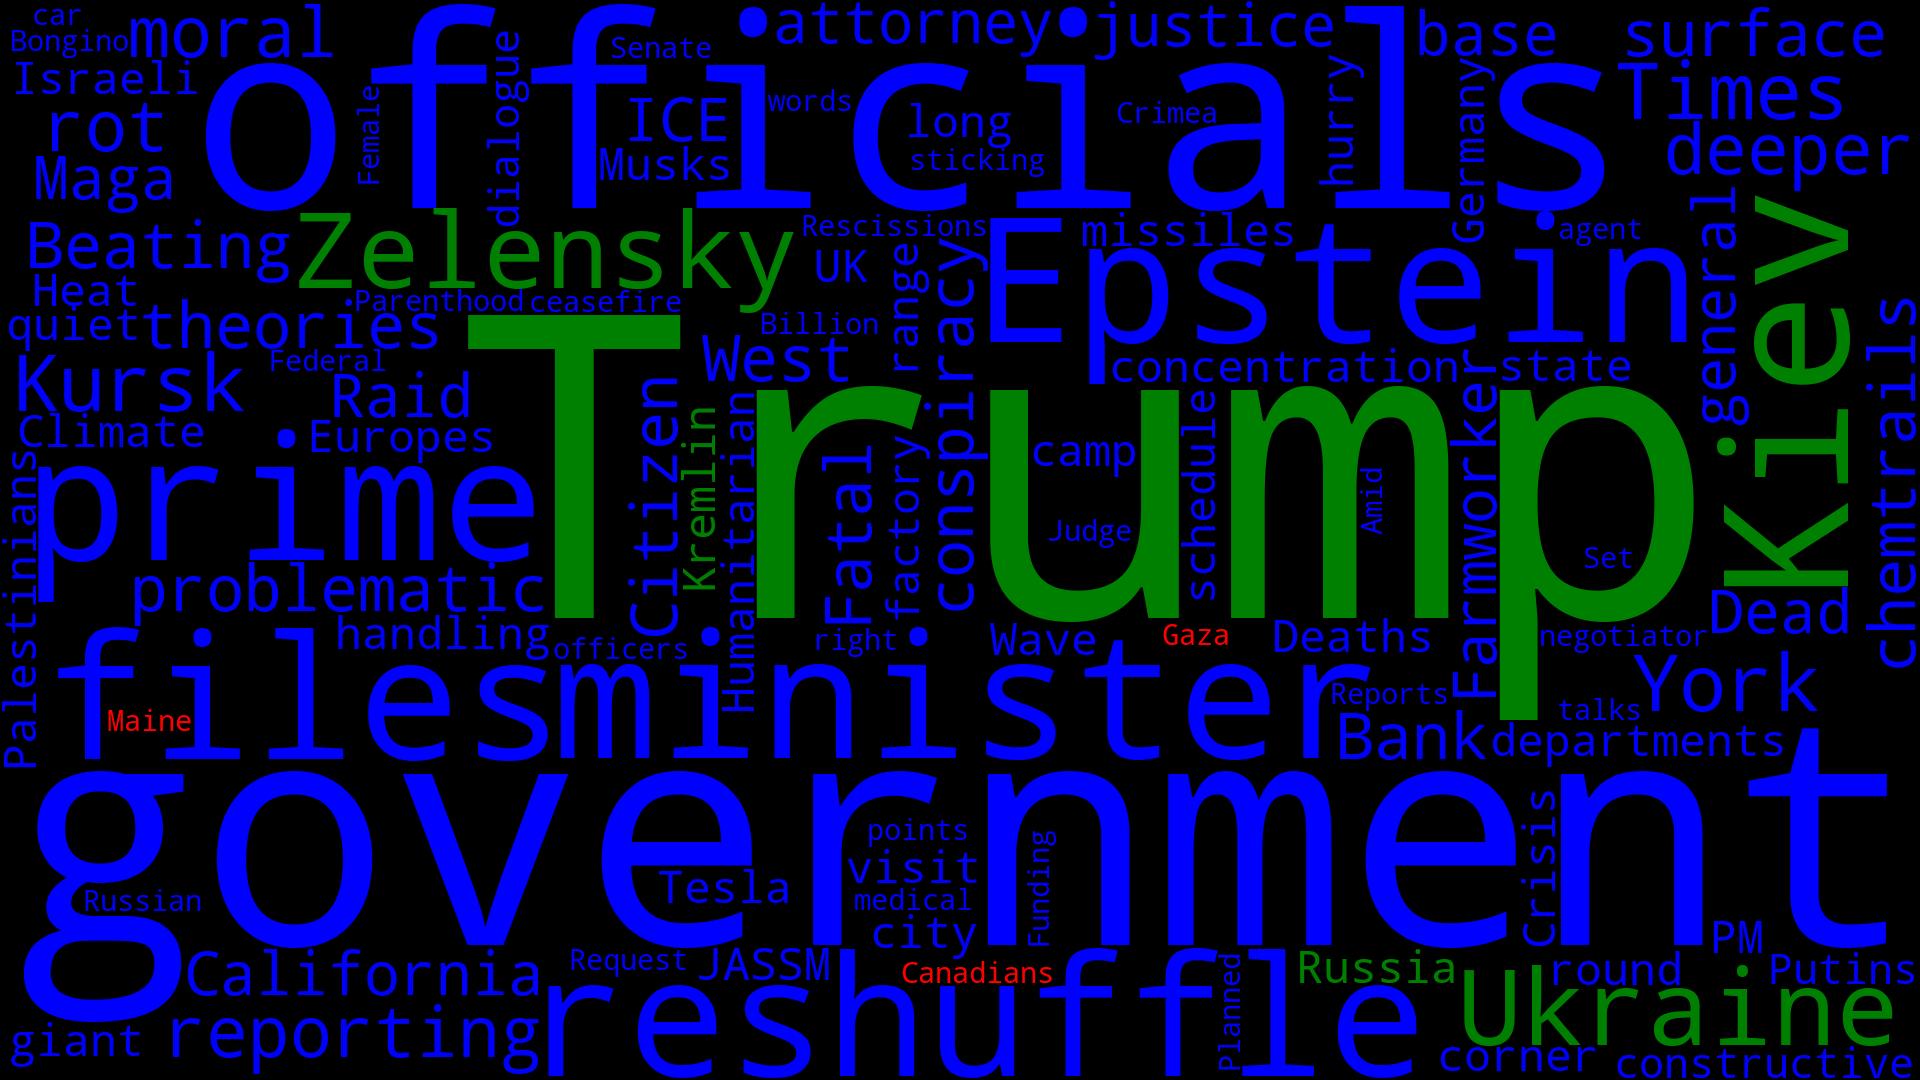 car
Bongino
moral
officials
attorney
justice
base
surface
Israeli
Senate
Times
rot
Female
dialogue
ICE
words
long
Crimea
hurry
Germany
deeper
Maga
Musks
sticking
Beating
Zelensky
Rescissions
Epstein
missiles
agent
general
Kiev
Heat
UK
range
conspiracy
Parenthood
ceasefire
quiet
theories
Billion
chemtrails
Federal
West
concentration
state
Kursk
Raid
Trump
Climate
Europes
Citizen
Kremlin
Humanitarian
Fatal
factory
camp
schedule
Amid
Farmworker
Palestinians
prime
Judge
Set
problematic
Dead
handling
officers
right
Wave
Gaza
Deaths
negotiator
files
minister
Reports
York
Maine
talks
Bank
departments
government
points
visit
Funding
Crisis
Tesla
Russian
medical
city
PM
California
Request
JASSM
Canadians
reshuffle
Planned
Russia
round
Putins
Ukraine
giant
reporting
corner
constructive